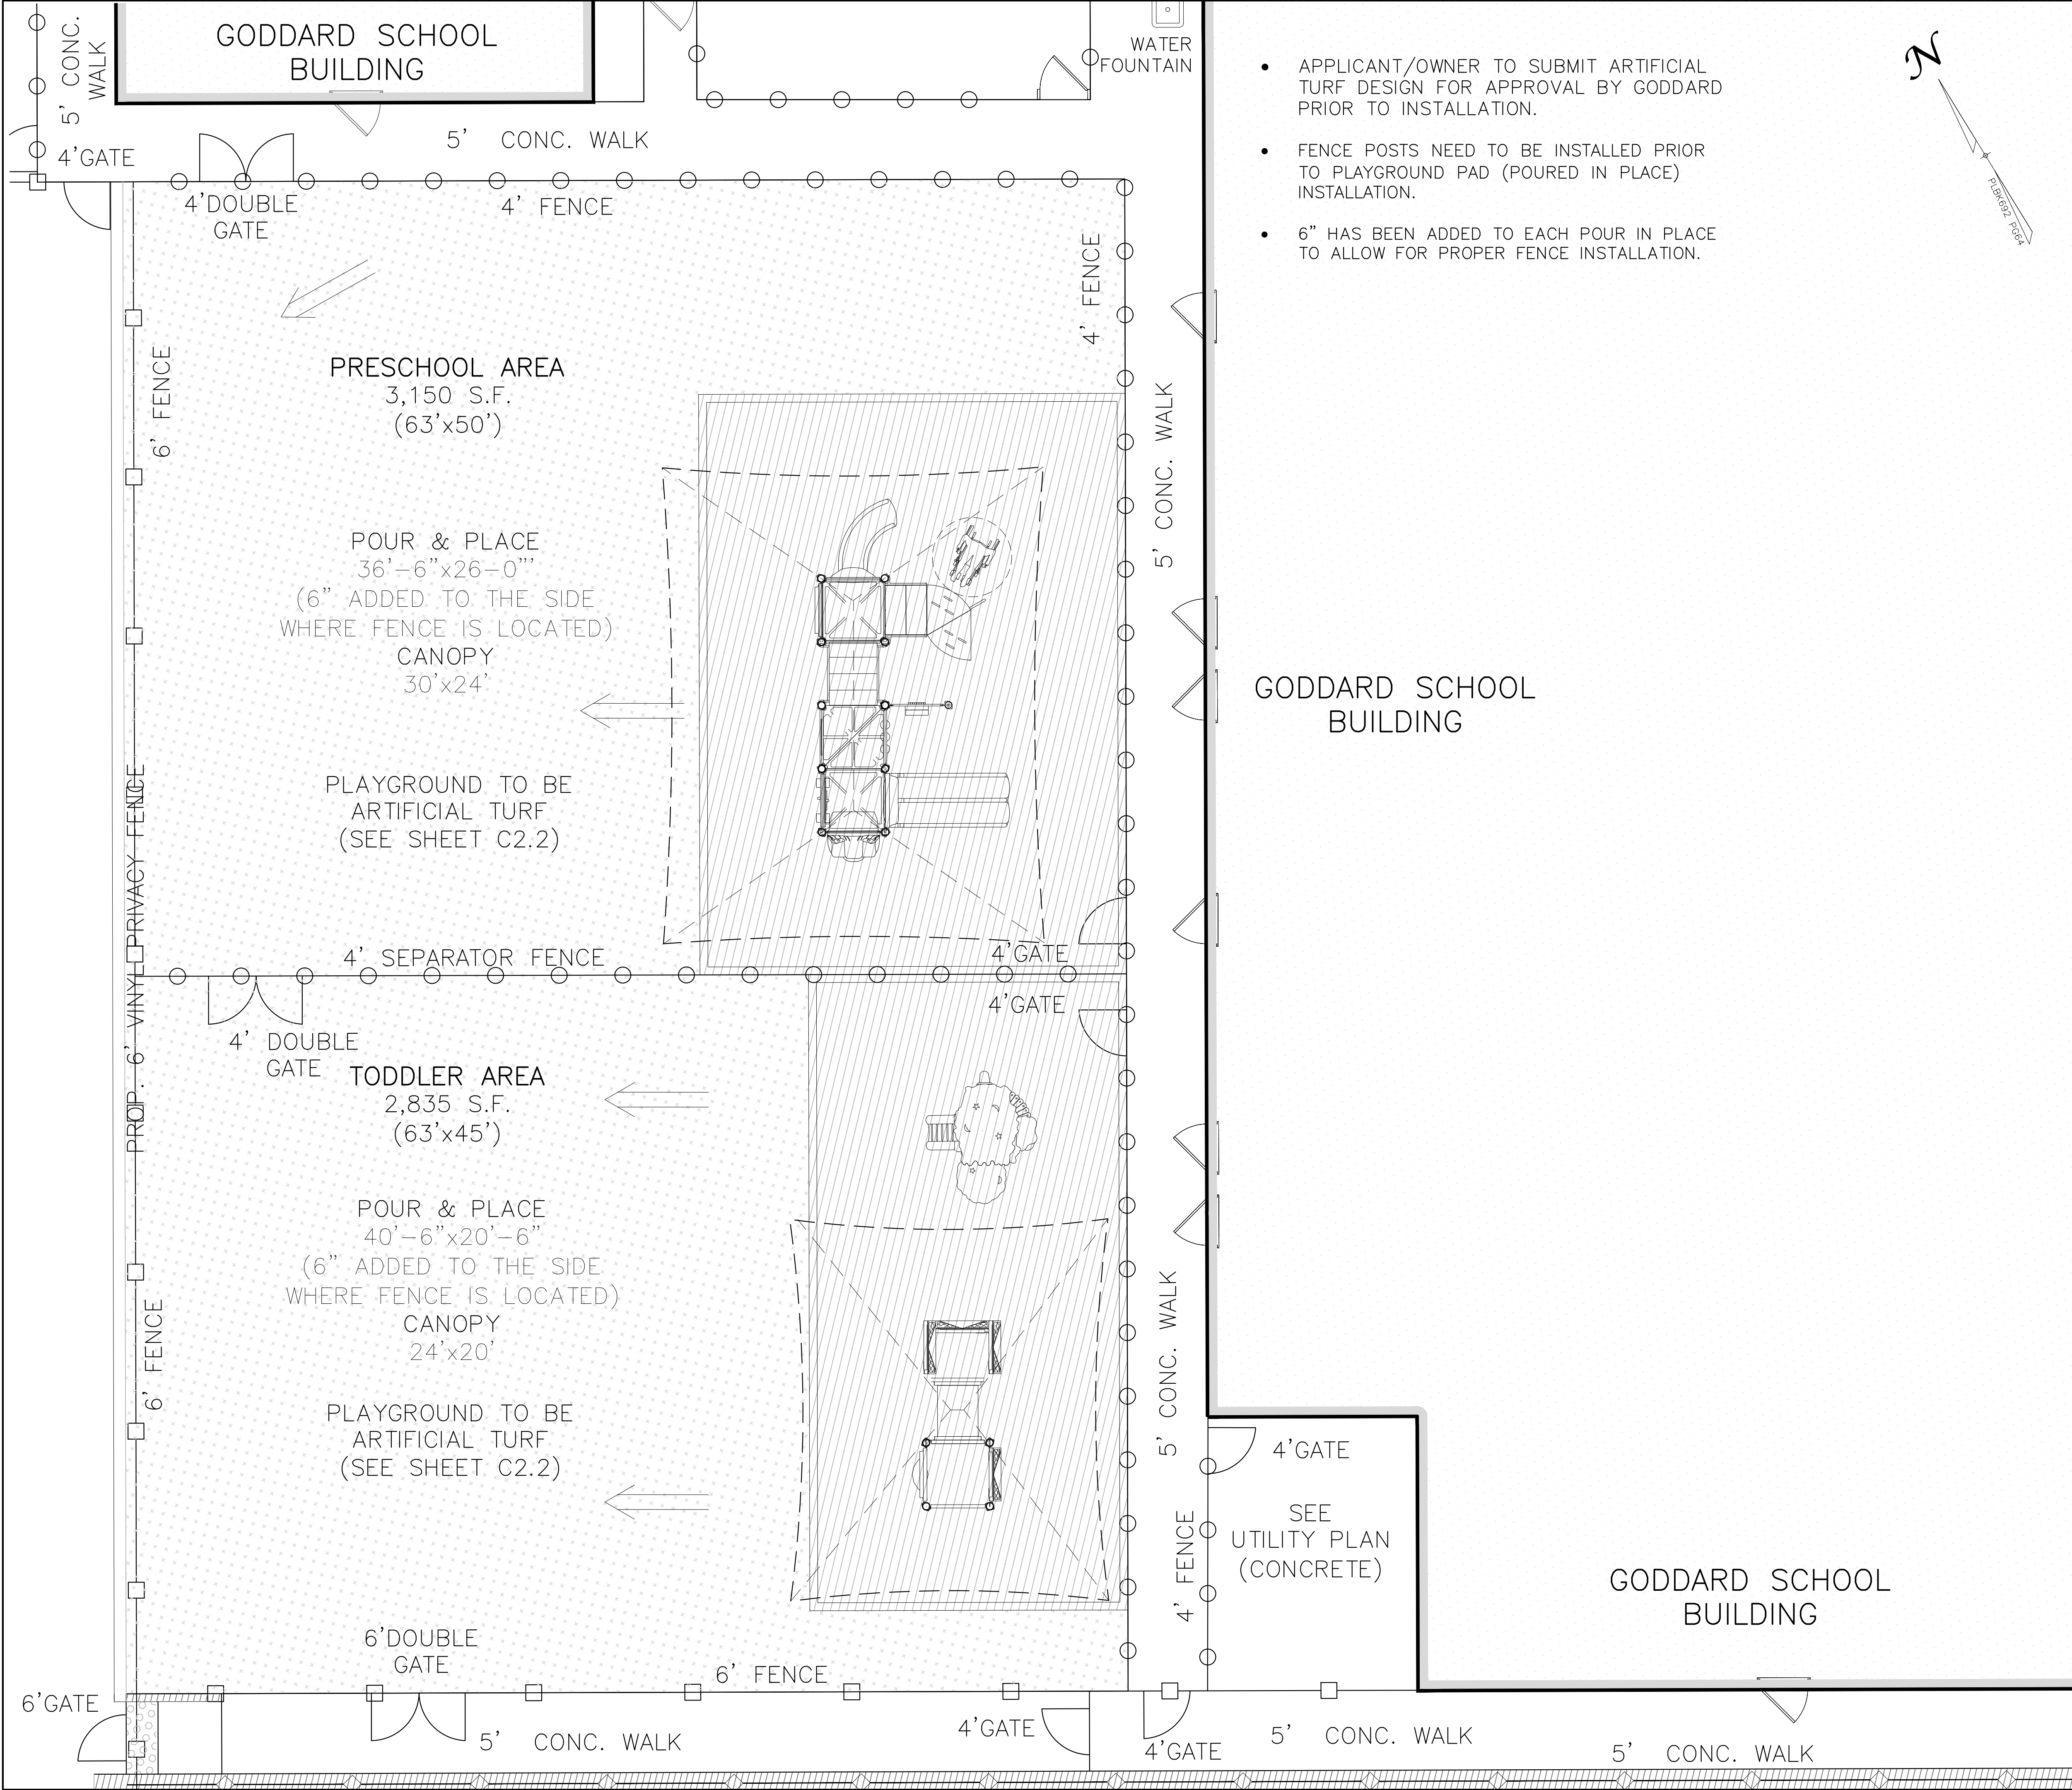 5' CONC.
WALK
GODDARD SCHOOL
BUILDING
WATER
FOUNTAIN
4'GATE
5' CONC. WALK
4'DOUBLE
GATE
4' FENCE
4' FENCE
• APPLICANT/OWNER TO SUBMIT ARTIFICIAL
TURF DESIGN FOR APPROVAL BY GODDARD
PRIOR TO INSTALLATION.
• FENCE POSTS NEED TO BE INSTALLED PRIOR
TO PLAYGROUND PAD (POURED IN PLACE)
INSTALLATION.
• 6" HAS BEEN ADDED TO EACH POUR IN PLACE
TO ALLOW FOR PROPER FENCE INSTALLATION.
N
PLBK692 PG64
6' FENCE
PRESCHOOL AREA
3,150 S.F.
(63'x50')
5' CONC. WALK
POUR & PLACE
36'-6"x26-0"'
(6" ADDED TO THE SIDE
WHERE FENCE IS LOCATED)
CANOPY
30'x24'
GODDARD SCHOOL
BUILDING
PLAYGROUND TO BE
ARTIFICIAL TURF
(SEE SHEET C2.2)
PROP. 6' VINYL PRIVACY FENCE
4' SEPARATOR FENCE
4'GATE
4'GATE
4' DOUBLE
GATE
TODDLER AREA
2,835 S.F.
(63'x45')
POUR & PLACE
40'-6"x20'-6"
(6" ADDED TO THE SIDE
WHERE FENCE IS LOCATED)
CANOPY
24'x20'
6' FENCE
5' CONC. WALK
PLAYGROUND TO BE
ARTIFICIAL TURF
(SEE SHEET C2.2)
4'GATE
4' FENCE
SEE
UTILITY PLAN
(CONCRETE)
GODDARD SCHOOL
BUILDING
6'DOUBLE
GATE
6' FENCE
6'GATE
5' CONC. WALK
4'GATE
4'GATE
5' CONC. WALK
5' CONC. WALK